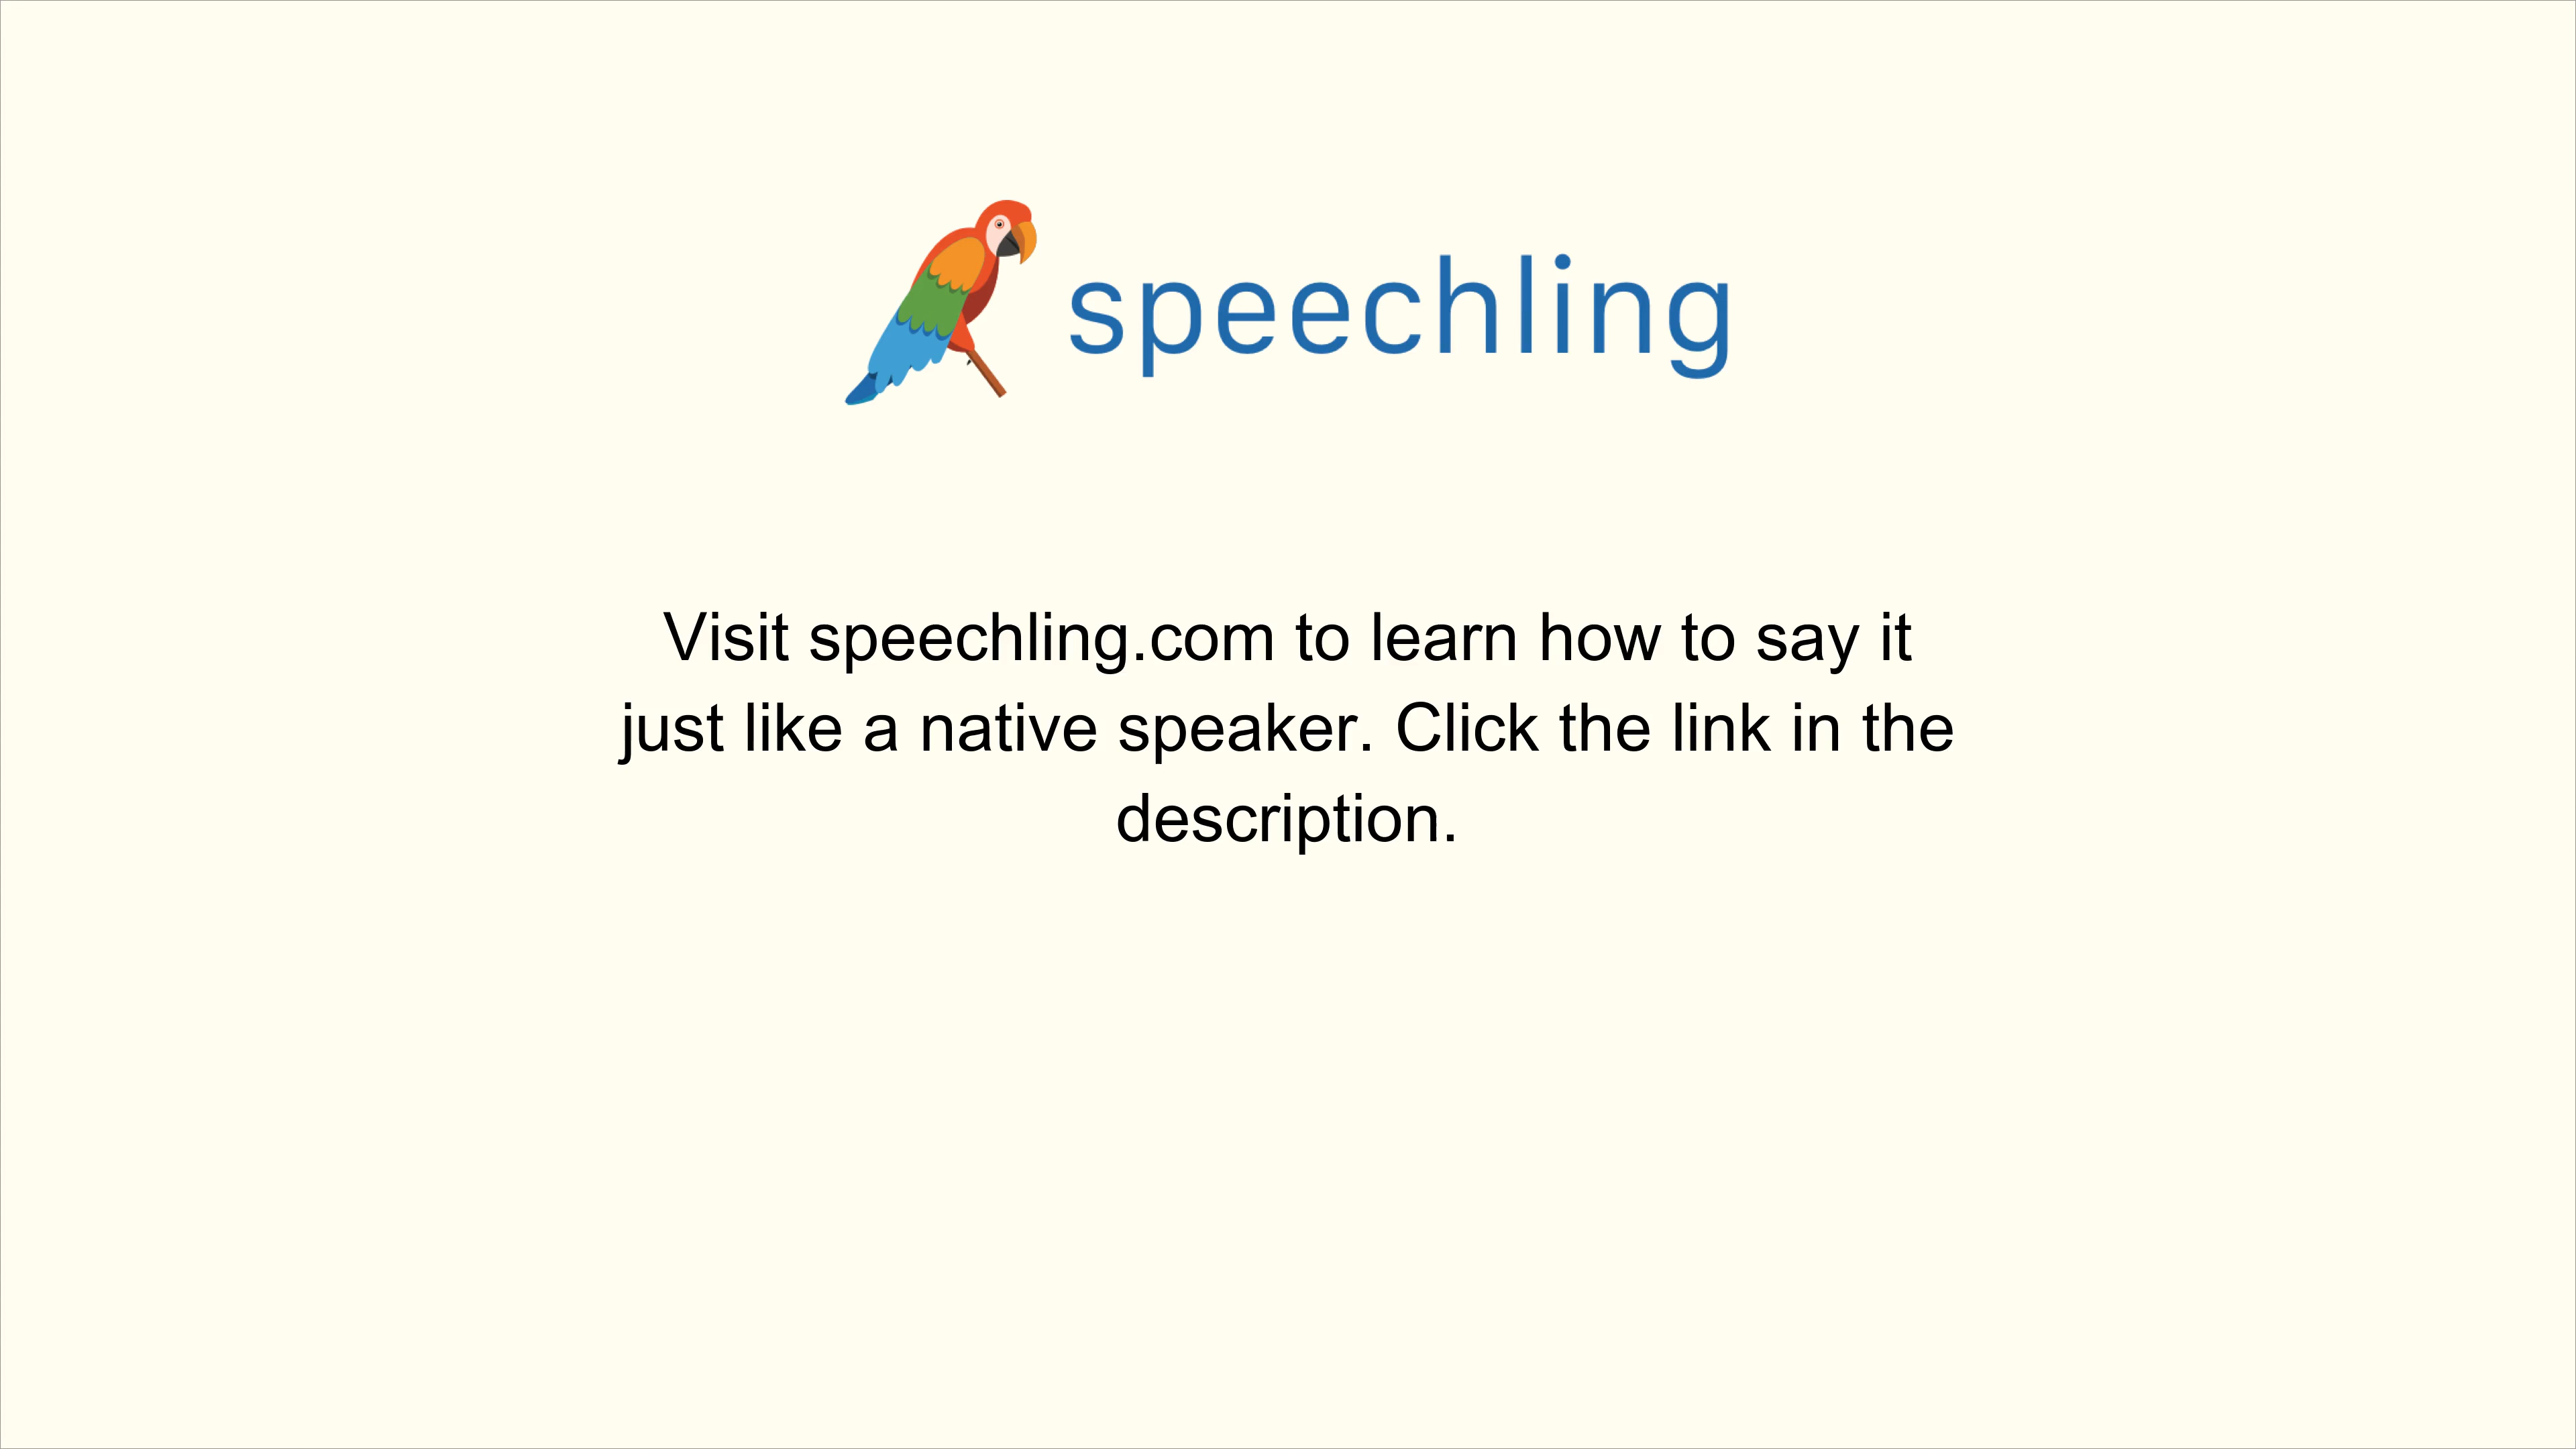 speechling
Visit speechling.com to learn how to say it
just like a native speaker. Click the link in the
description.